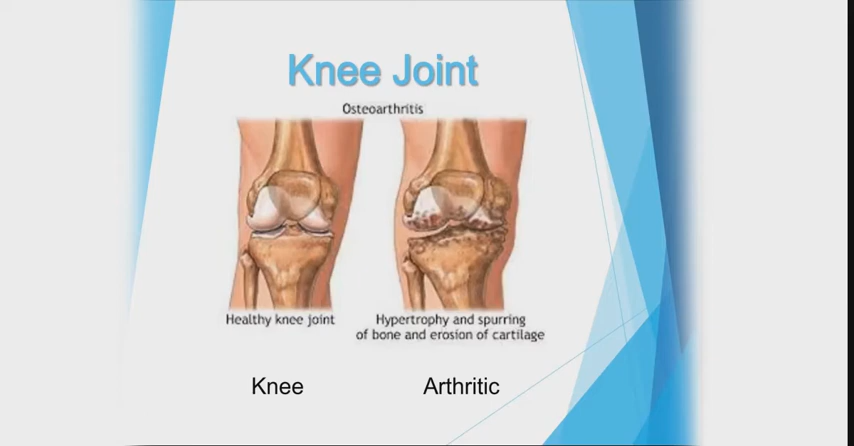 Knee Joint
Osteoarthritis
Healthy knee joint
Hypertrophy and spurring
of bone and erosion of cartilage
Knee
Arthritic